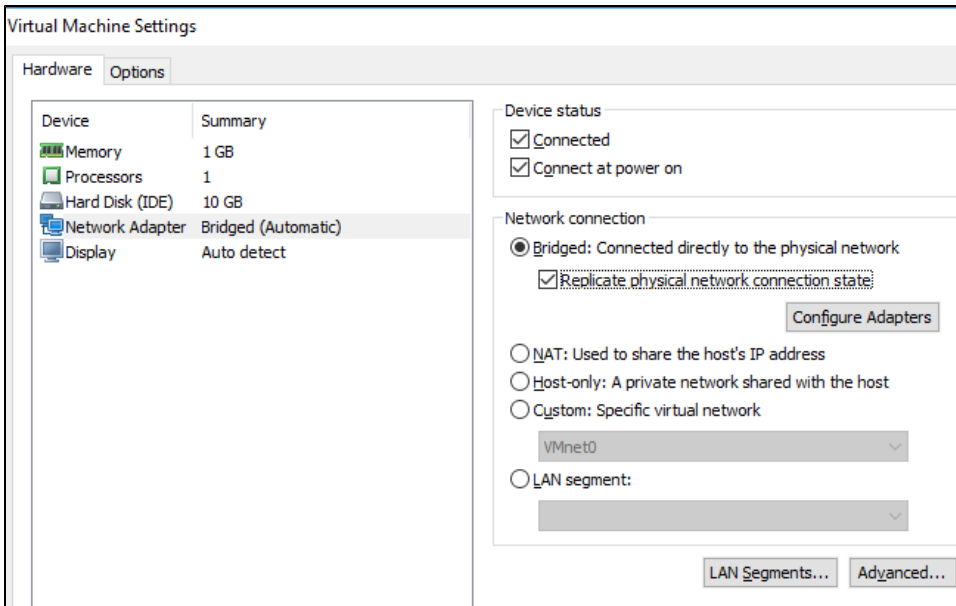 Virtual Machine Settings
Hardware Options
Device Summary
Memory 1 GB
Processors 1
Hard Disk (IDE) 10 GB
Network Adapter Bridged (Automatic)
Display Auto detect
Device status
Connected
Connect at power on
Network connection
Bridged: Connected directly to the physical network
Replicate physical network connection state
Configure Adapters
NAT: Used to share the host's IP address
Host-only: A private network shared with the host
Custom: Specific virtual network
VMnet0
LAN segment:
LAN Segments... Advanced...